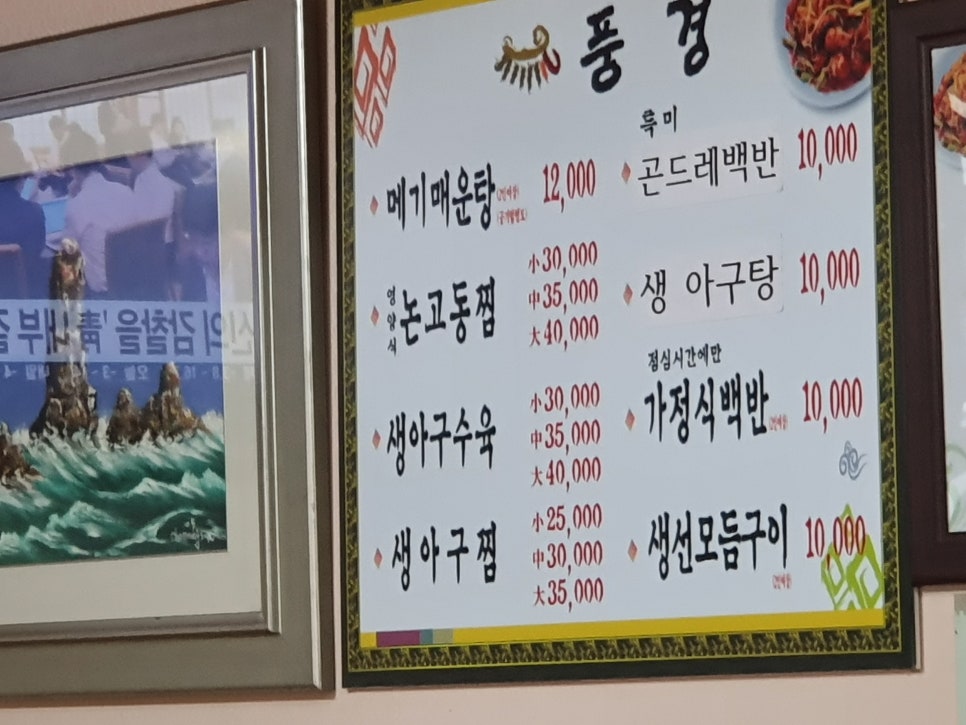 풍경
메기매운탕 12,000
영양식 논고동찜
小30,000
中35,000
大40,000
생아구수육
小30,000
中35,000
大40,000
생아구찜
小25,000
中30,000
大35,000
특미
곤드레백반 10,000
생 아구탕 10,000
점심시간에만
가정식백반 10,000
생선모듬구이 10,000